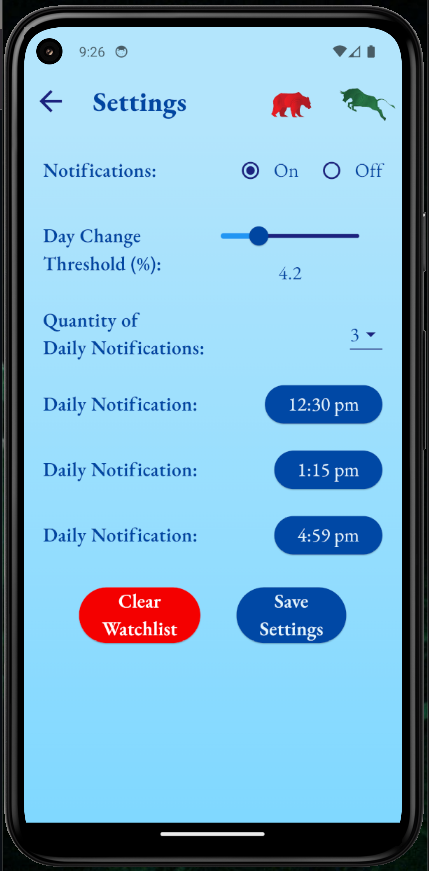 9:26
Settings
Notifications:
On
Off
Day Change
Threshold (%):
4.2
Quantity of
Daily Notifications:
3
Daily Notification:
12:30 pm
Daily Notification:
1:15 pm
Daily Notification:
4:59 pm
Clear
Watchlist
Save
Settings